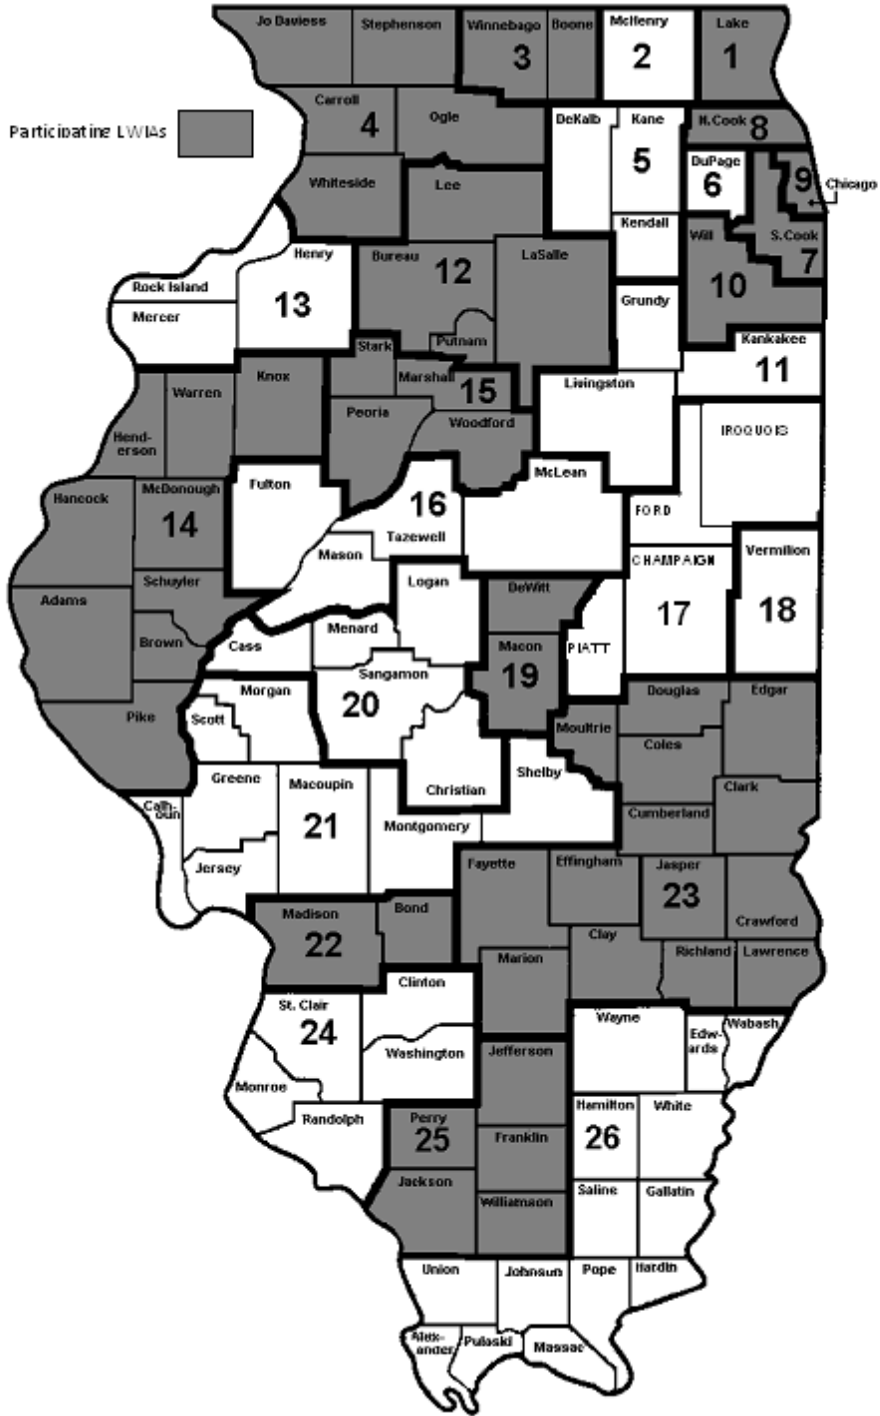 Jo Daviess
Stephenson
Winnebago
Boone
McHenry
Lake
3
2
1
Participating LWIAs
Carroll
4
Ogle
DeKalb
Kane
N.Cook 8
5
DuPage
6
9
Chicago
Whiteside
Lee
Kendall
Will
S.Cook
7
10
Rock Island
Henry
Mercer
13
Bureau
12
LaSalle
Putnam
Grundy
Kankakee
11
Stark
Marshall
15
Livingston
Peoria
Woodford
Knox
Warren
Hend-
erson
IROQUOIS
Hancock
McDonough
14
Fulton
16
Tazewell
McLean
FORD
Mason
Logan
CHAMPAIGN
17
Vermilion
18
Adams
Schuyler
Brown
DeWitt
Macon
19
PIATT
Cass
Menard
Sangamon
20
Pike
Morgan
Scott
Christian
Shelby
Moultrie
Douglas
Edgar
Coles
Clark
Cumberland
Greene
Macoupin
21
Montgomery
Calh-
oun
Jersey
Fayette
Effingham
Jasper
23
Crawford
Madison
22
Bond
Clay
Richland
Lawrence
Marion
Clinton
St. Clair
24
Washington
Wayne
Edw-
ards
Wabash
Jefferson
Monroe
Randolph
Perry
25
Franklin
Hamilton
26
White
Jackson
Williamson
Saline
Gallatin
Union
Johnson
Pope
Hardin
Alex-
ander
Pulaski
Massac